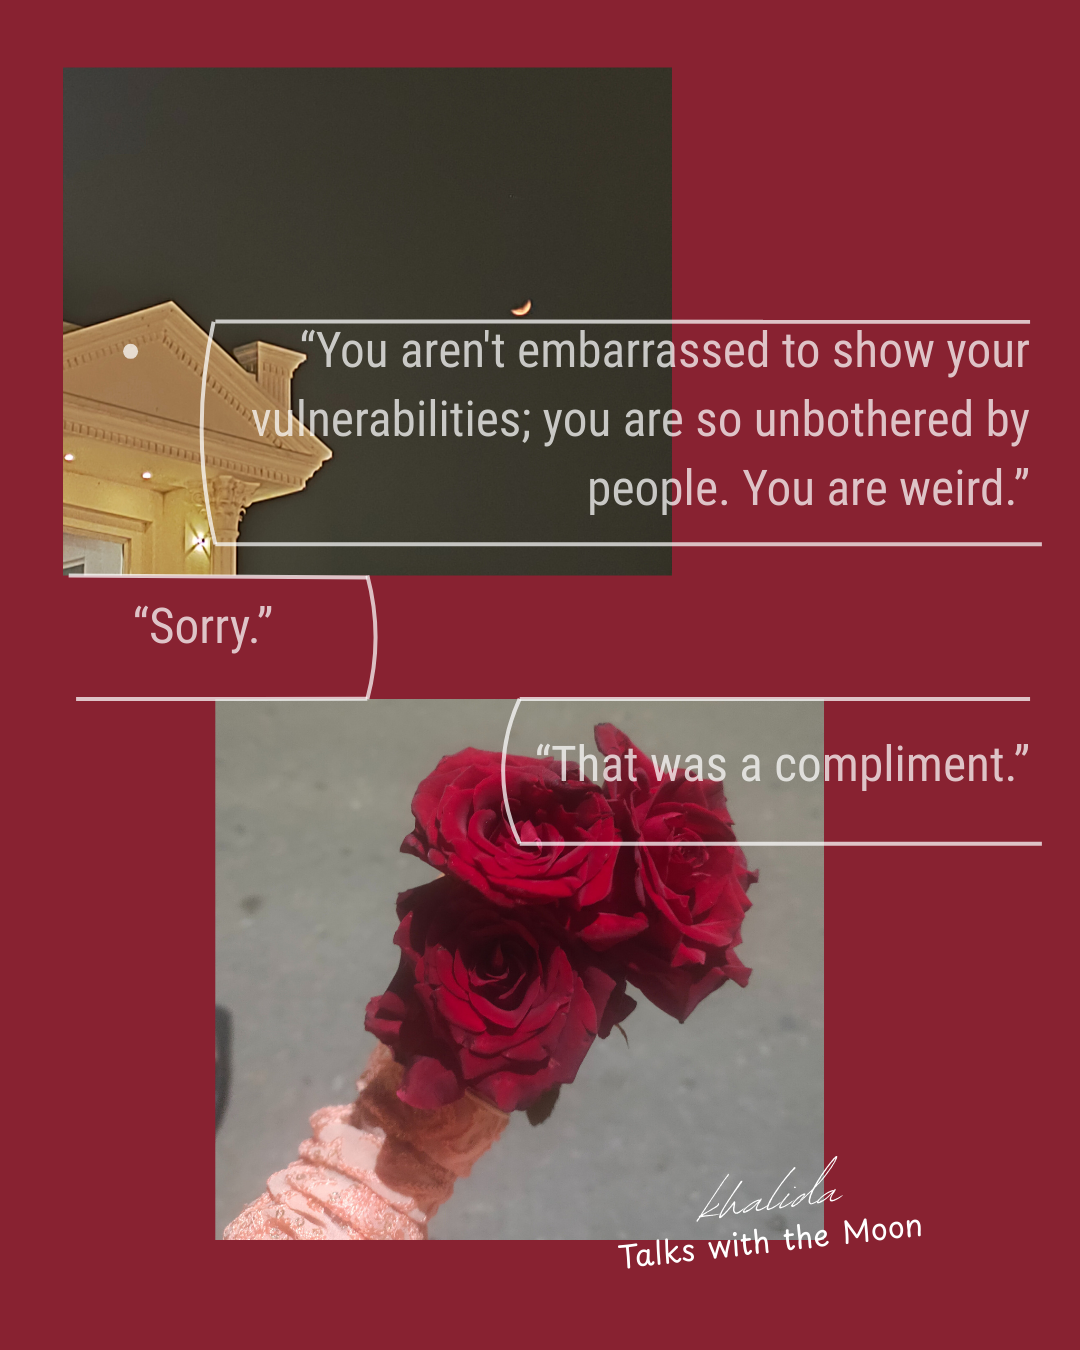 “You aren't embarrassed to show your
vulnerabilities; you are so unbothered by
people. You are weird.”
“Sorry.”
“That was a compliment.”
khalida
Talks with the Moon